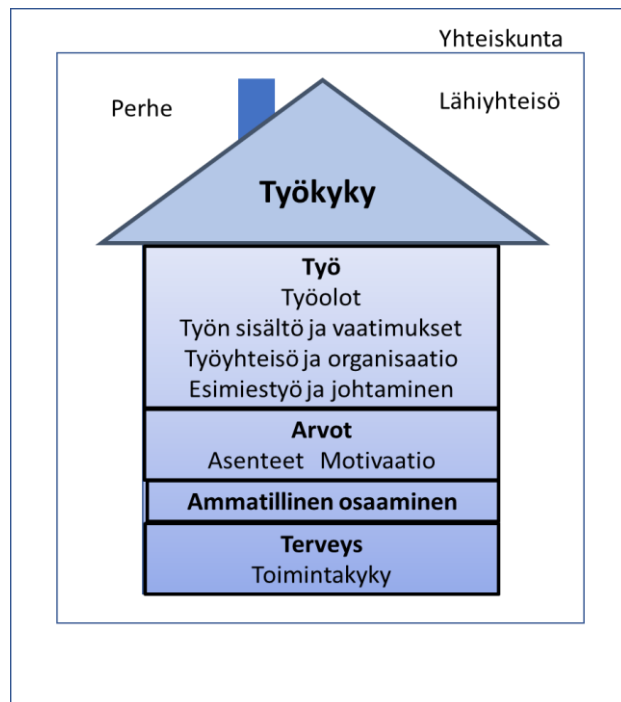 Yhteiskunta
Perhe
Lähiyhteisö
Työkyky
Työ
Työolot
Työn sisältö ja vaatimukset
Työyhteisö ja organisaatio
Esimiestyö ja johtaminen
Arvot
Asenteet Motivaatio
Ammatillinen osaaminen
Terveys
Toimintakyky